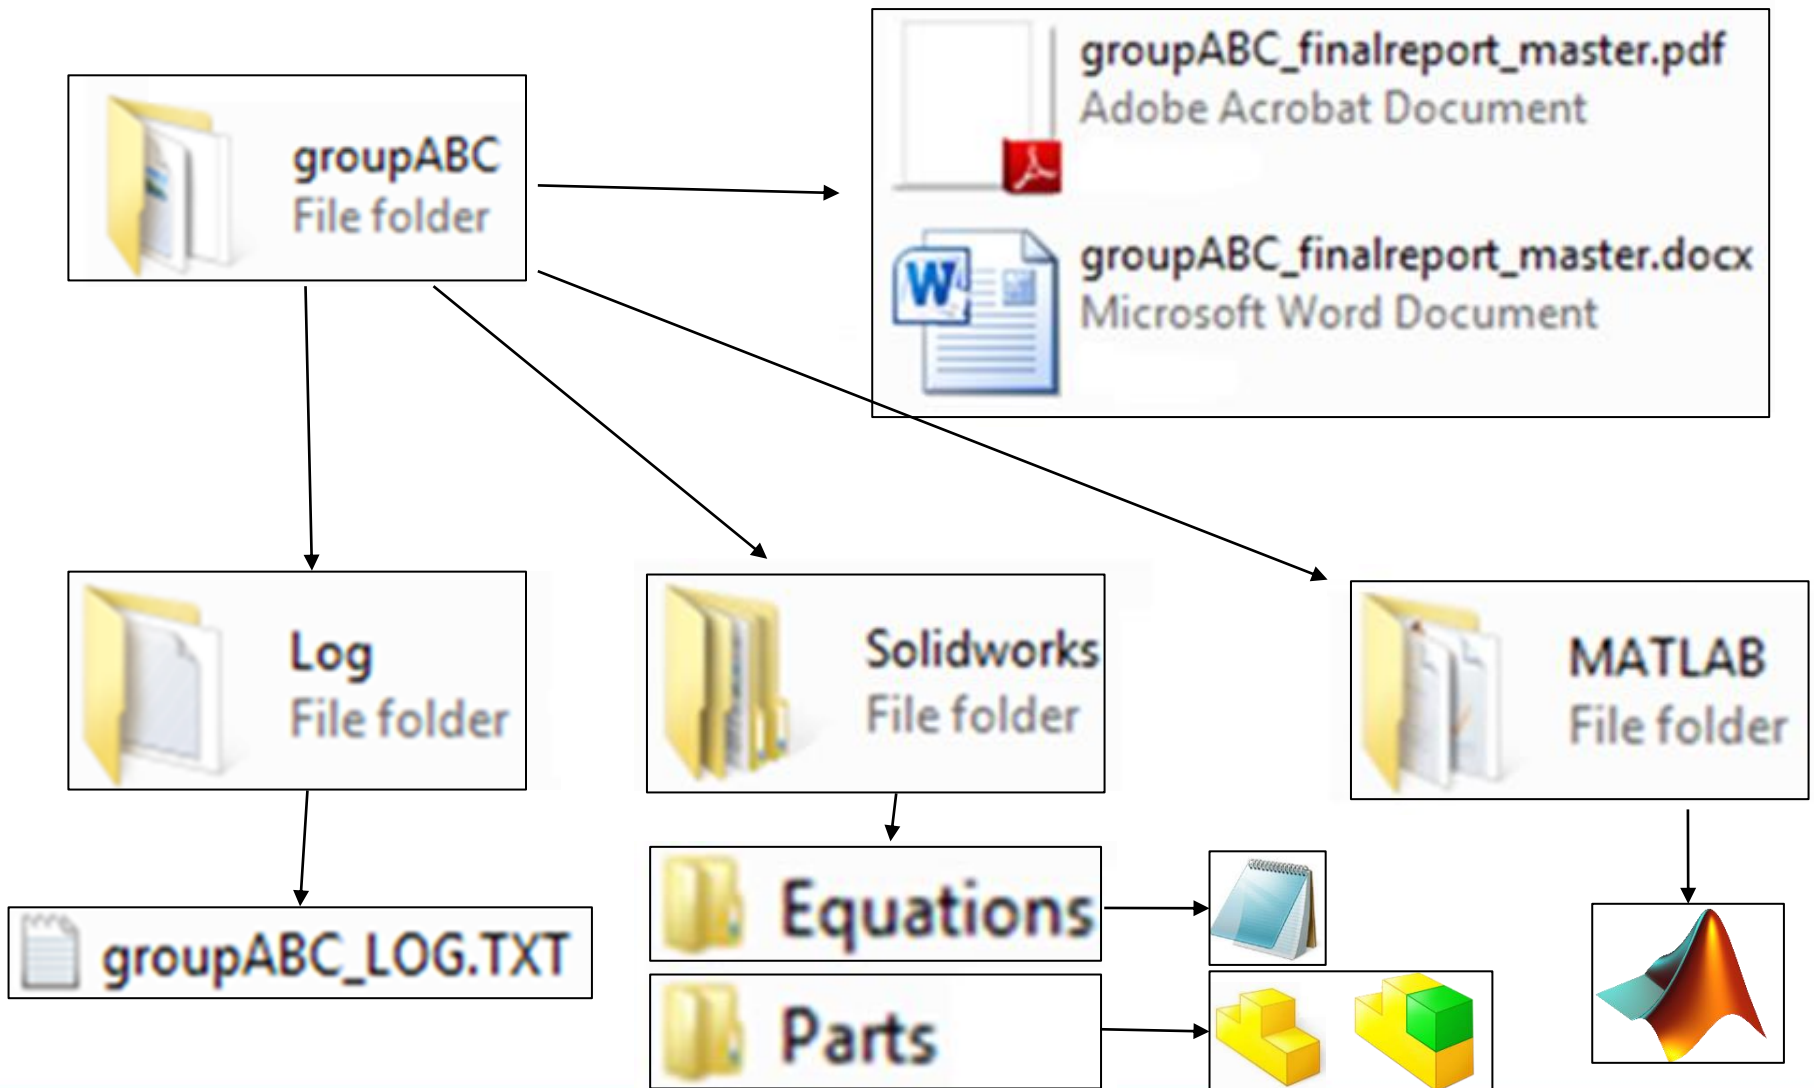 groupABC_finalreport_master.pdf
Adobe Acrobat Document
groupABC
File folder
groupABC_finalreport_master.docx
Microsoft Word Document
Log
File folder
Solidworks
File folder
MATLAB
File folder
groupABC_LOG.TXT
Equations
Parts